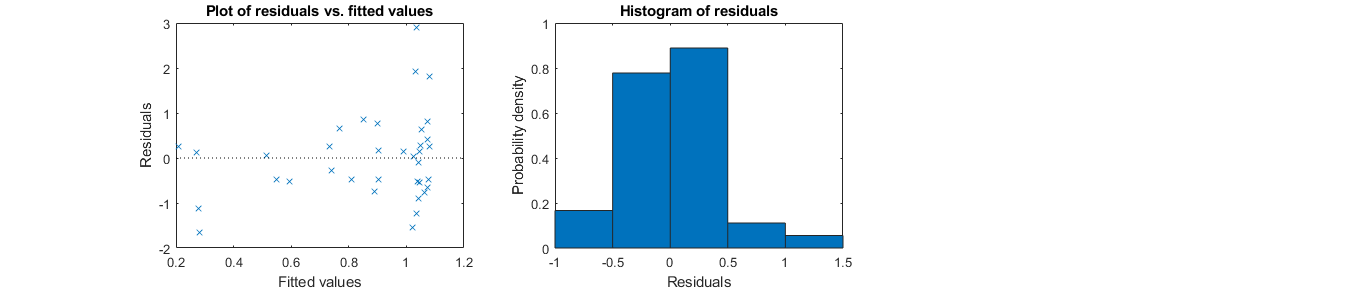 Plot of residuals vs. fitted values
3
2
1
0
-1
-2
0.2 0.4 0.6 0.8 1 1.2
Residuals
Fitted values
Histogram of residuals
1
0.8
0.6
0.4
0.2
0
-1 -0.5 0 0.5 1 1.5
Probability density
Residuals